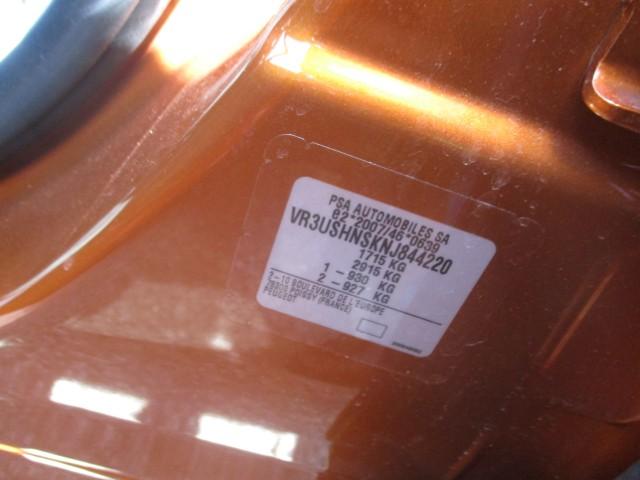 PSA AUTOMOBILES SA
e2*2007/46*0639
VR3USHNSKNJ844220
1715 KG
2915 KG
1 -930 KG
2 -927 KG
2-10 BOULEVARD DE L'EUROPE
78300 POISSY (FRANCE)
PEUGEOT